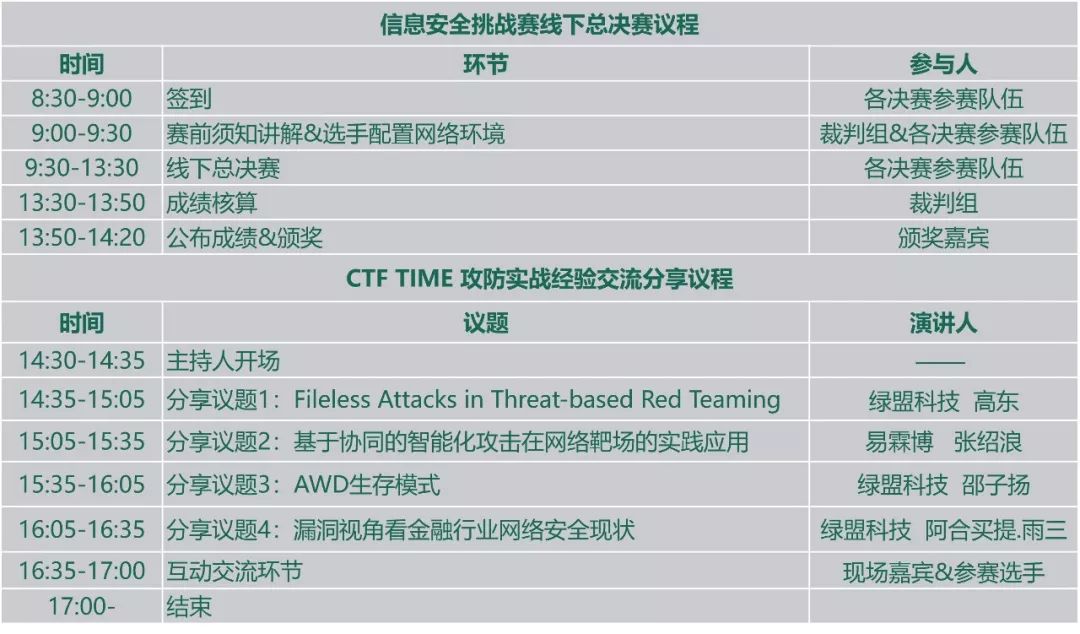 信息安全挑战赛线下总决赛议程
时间 环节 参与人
8:30-9:00 签到 各决赛参赛队伍
9:00-9:30 赛前须知讲解&选手配置网络环境 裁判组&各决赛参赛队伍
9:30-13:30 线下总决赛 各决赛参赛队伍
13:30-13:50 成绩核算 裁判组
13:50-14:20 公布成绩&颁奖 颁奖嘉宾
CTF TIME 攻防实战经验交流分享议程
时间 议题 演讲人
14:30-14:35 主持人开场 ——
14:35-15:05 分享议题1：Fileless Attacks in Threat-based Red Teaming 绿盟科技 高东
15:05-15:35 分享议题2：基于协同的智能化攻击在网络靶场的实践应用 易霖博 张绍浪
15:35-16:05 分享议题3：AWD生存模式 绿盟科技 邵子扬
16:05-16:35 分享议题4：漏洞视角看金融行业网络安全现状 绿盟科技 阿合买提.雨三
16:35-17:00 互动交流环节 现场嘉宾&参赛选手
17:00- 结束